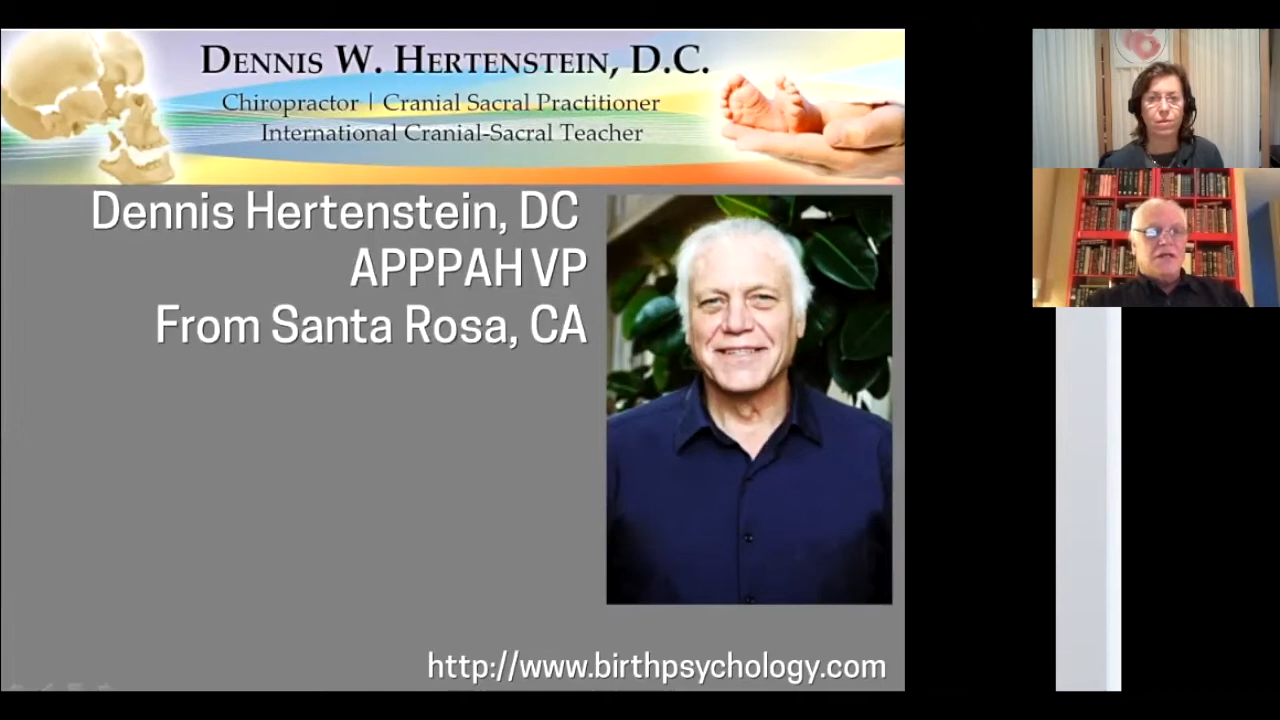 DENNIS W. HERTENSTEIN, D.C.
Chiropractor | Cranial Sacral Practitioner
International Cranial-Sacral Teacher
Dennis Hertenstein, DC
APPPAH VP
From Santa Rosa, CA
http://www.birthpsychology.com